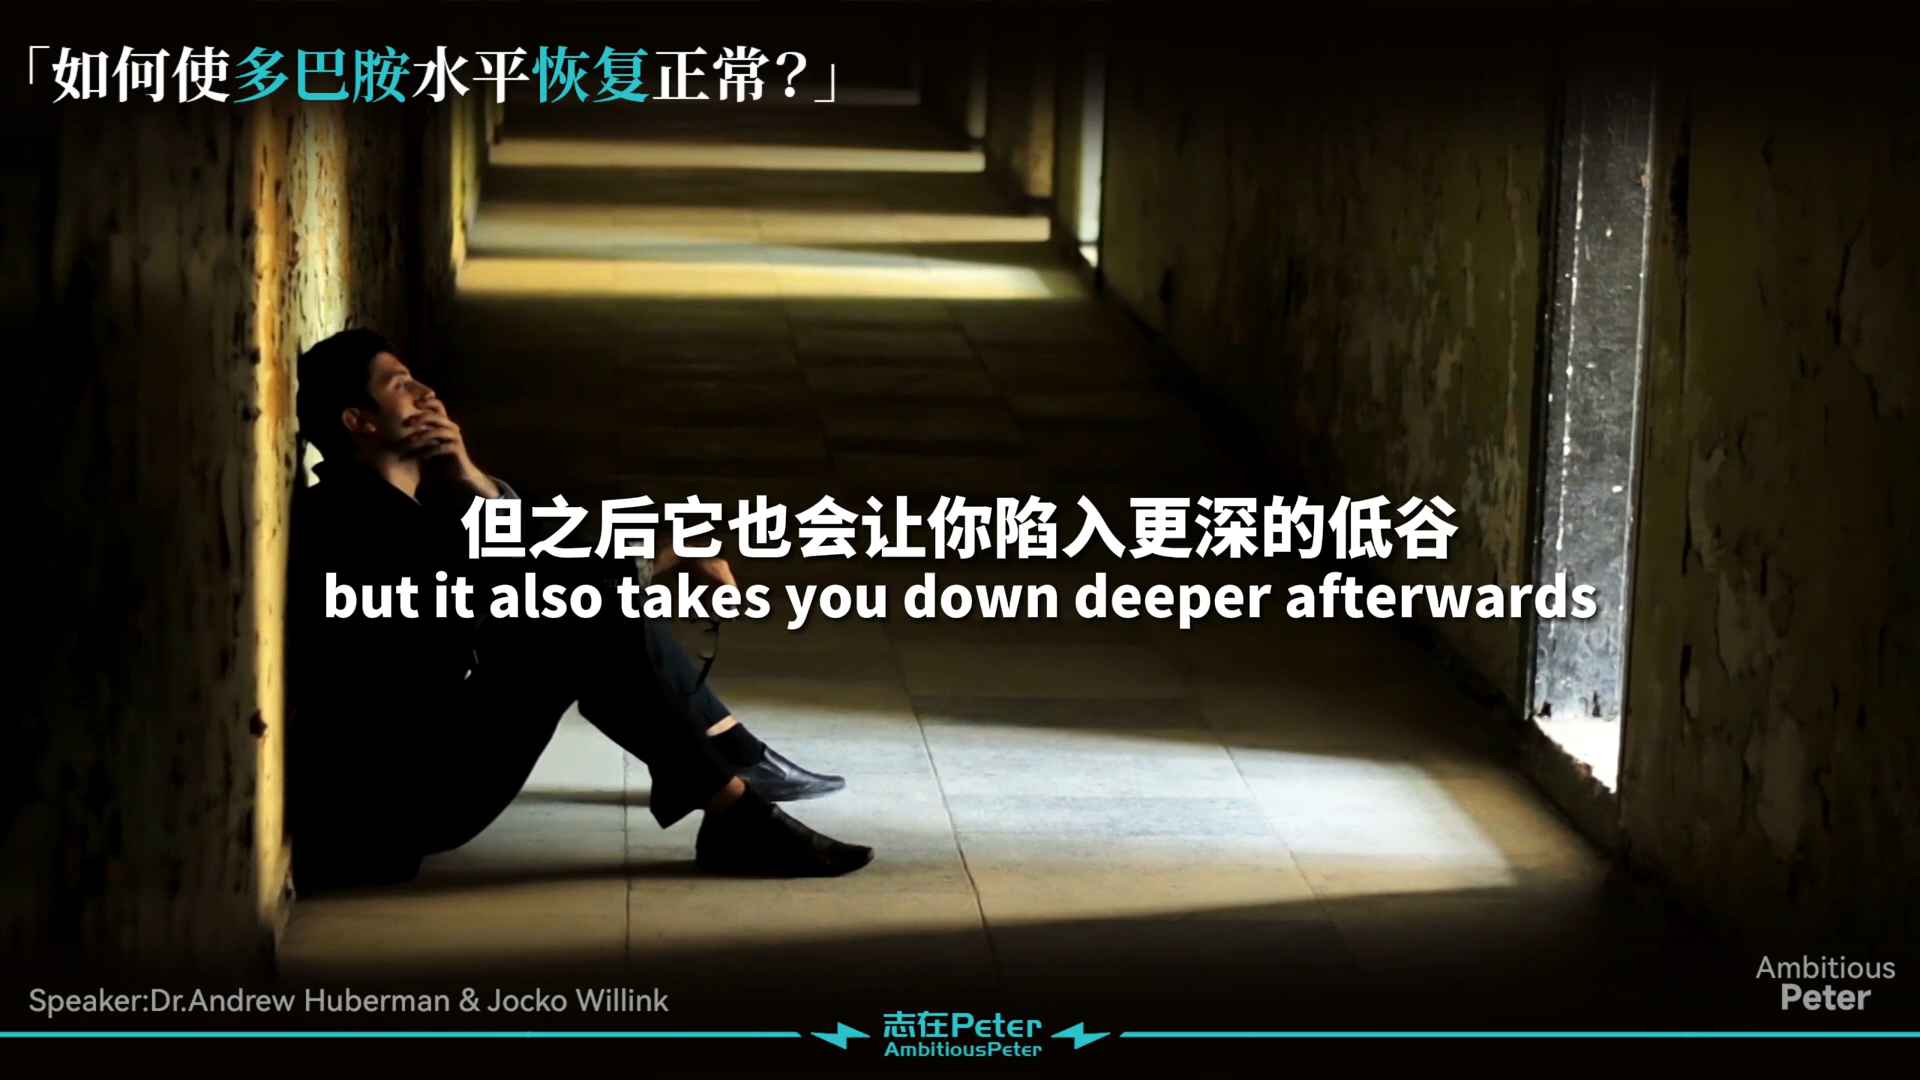 「如何使多巴胺水平恢复正常？」
但之后它也会让你陷入更深的低谷
but it also takes you down deeper afterwards
Speaker:Dr.Andrew Huberman & Jocko Willink
Ambitious
Peter
志在Peter
AmbitiousPeter